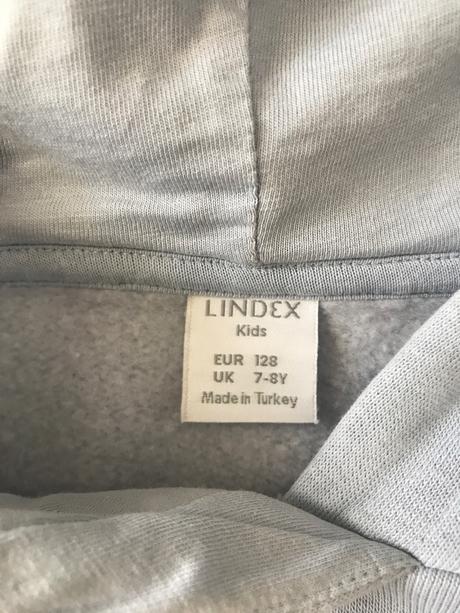 LINDEX
Kids
EUR 128
UK 7-8Y
Made in Turkey